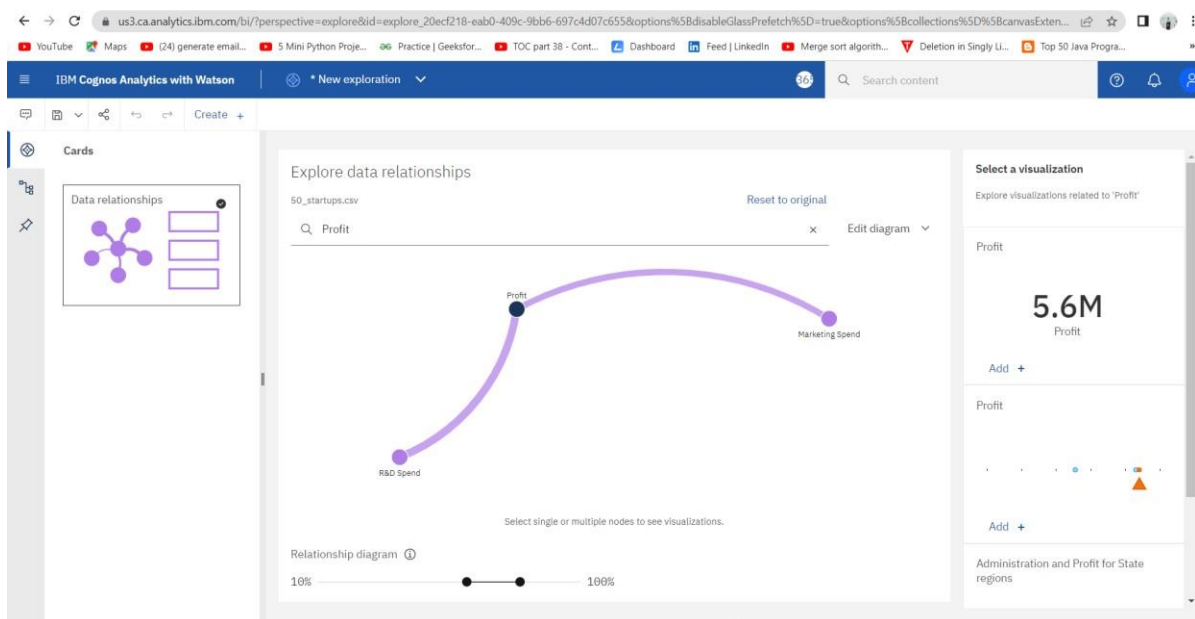 us3.ca.analytics.ibm.com/bi/?perspective=explore&id=explore_20ecf218-eab0-409c-9bb6-697c4d07c655&options%5BdisableGlassPrefetch%5D=true&options%5Bcollections%5D%5BcanvasExten...
YouTube Maps (24) generate email... 5 Mini Python Proje... Practice | Geeksfor... TOC part 38 - Cont... Dashboard Feed | LinkedIn Merge sort algorith... Deletion in Singly Li... Top 50 Java Progra...
IBM Cognos Analytics with Watson * New exploration Search content
Create +
Cards
Data relationships
Explore data relationships
50_startups.csv Reset to original
Profit × Edit diagram
Profit
Marketing Spend
R&D Spend
Select single or multiple nodes to see visualizations.
Relationship diagram
10% 100%
Select a visualization
Explore visualizations related to 'Profit'
Profit
5.6M
Profit
Add +
Profit
Add +
Administration and Profit for State
regions